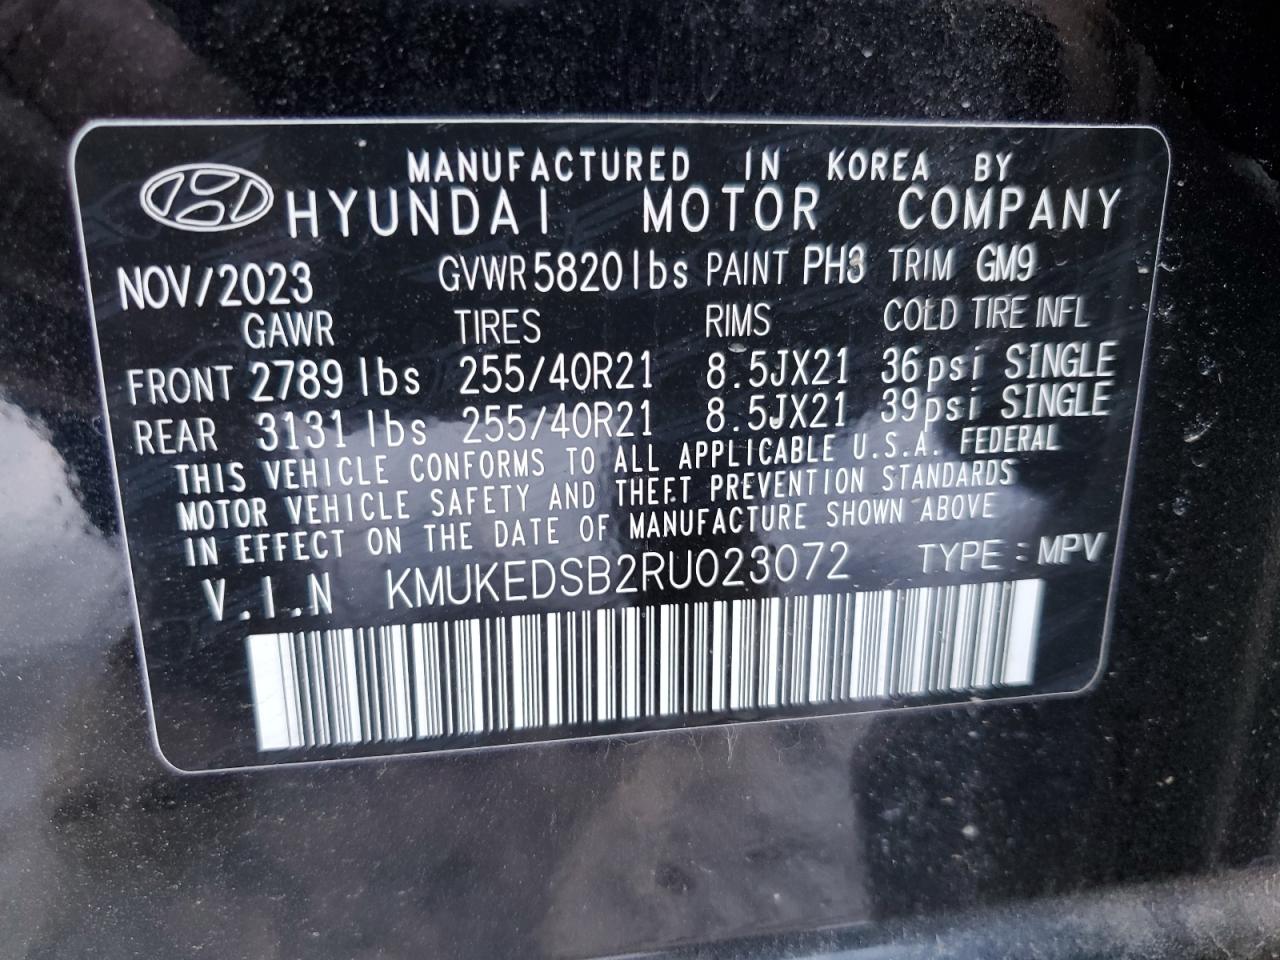 MANUFACTURED IN KOREA BY
HYUNDAI MOTOR COMPANY
NOV/2023 GVWR 5820lbs PAINT PH3 TRIM GM9
GAWR TIRES RIMS COLD TIRE INFL
FRONT 2789 lbs 255/40R21 8.5JX21 36psi SINGLE
REAR 3131 lbs 255/40R21 8.5JX21 39psi SINGLE
THIS VEHICLE CONFORMS TO ALL APPLICABLE U.S.A. FEDERAL
MOTOR VEHICLE SAFETY AND THEFT PREVENTION STANDARDS
IN EFFECT ON THE DATE OF MANUFACTURE SHOWN ABOVE
V.I.N KMUKEDSB2RU023072 TYPE : MPV